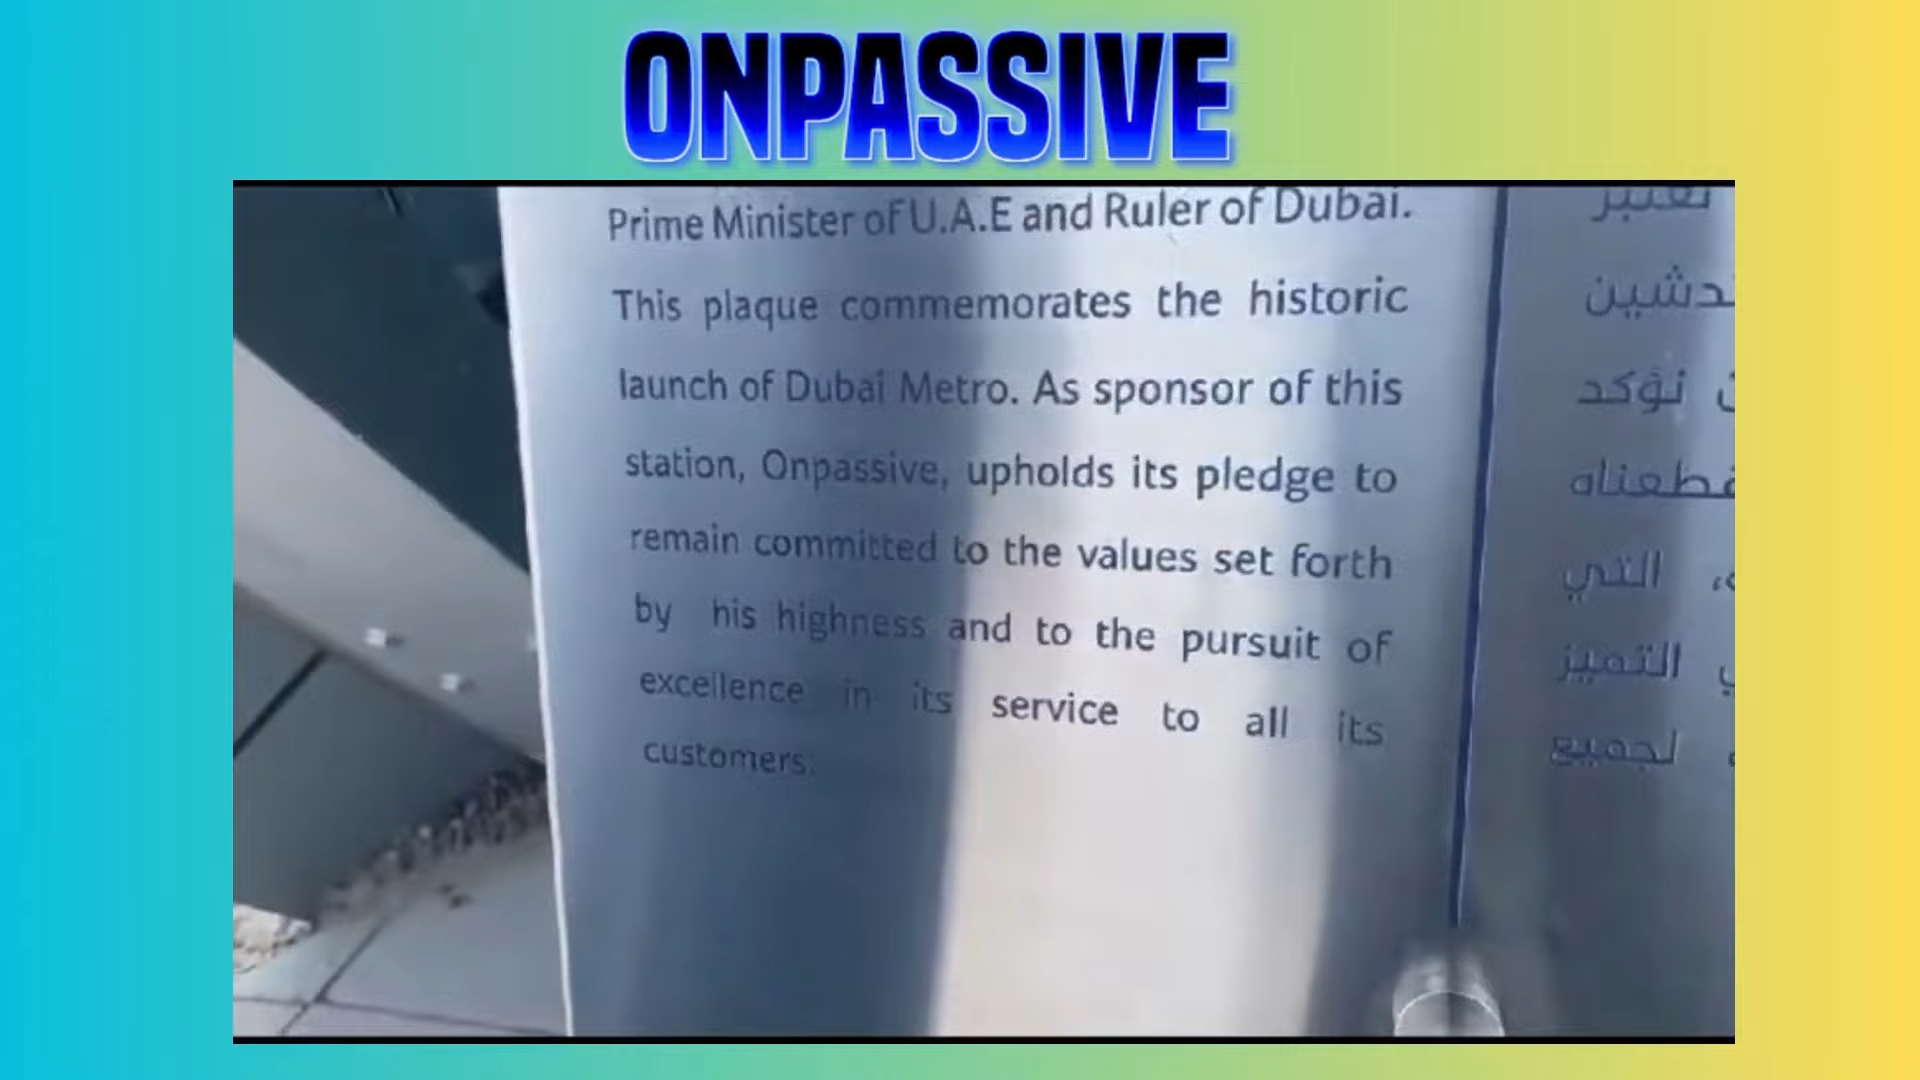 ONPASSIVE
Prime Minister of U.A.E and Ruler of Dubai.
This plaque commemorates the historic
launch of Dubai Metro. As sponsor of this
station, Onpassive, upholds its pledge to
remain committed to the values set forth
by his highness and to the pursuit of
excellence in its service to all its
customers.
نؤكد
التي
التميز
لجميع